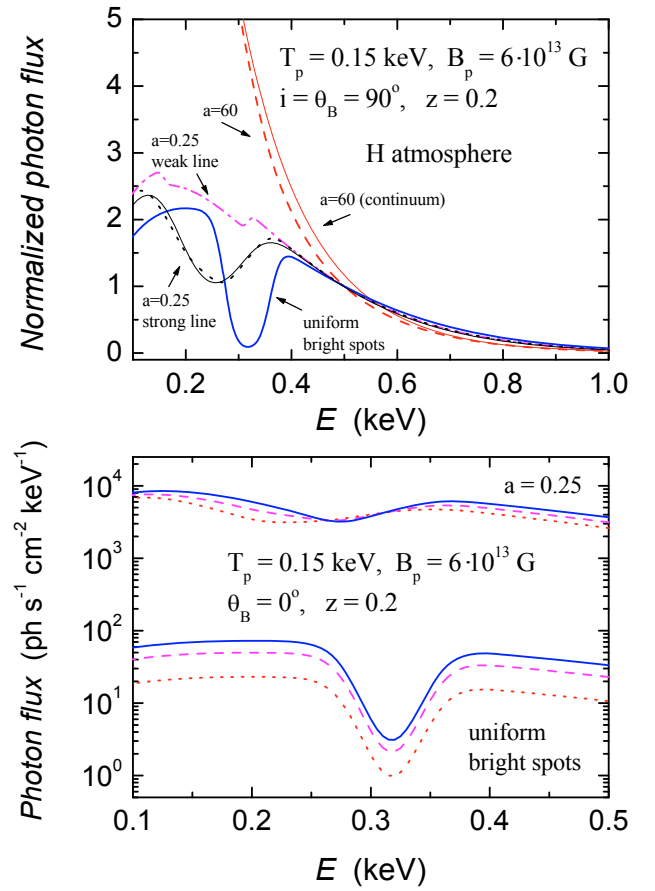 Normalized photon flux
5
4
3
2
1
0
T_p = 0.15 keV, B_p = 6·10^13 G
i = θ_B = 90°, z = 0.2
a=60
H atmosphere
a=0.25
weak line
a=60 (continuum)
a=0.25
strong line
uniform
bright spots
0.2 0.4 0.6 0.8 1.0
E (keV)
Photon flux (ph s^-1 cm^-2 keV^-1)
10^4
10^3
10^2
10^1
10^0
a = 0.25
T_p = 0.15 keV, B_p = 6·10^13 G
θ_B = 0°, z = 0.2
uniform
bright spots
0.1 0.2 0.3 0.4 0.5
E (keV)